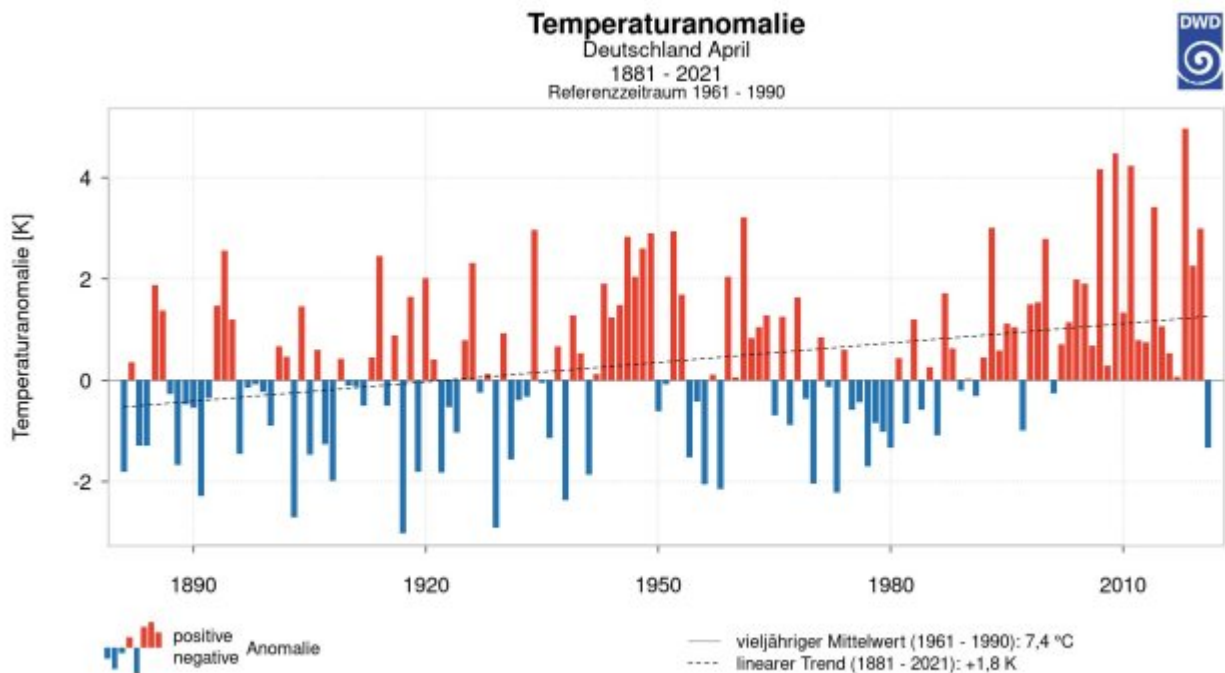 Temperaturanomalie
Deutschland April
1881 - 2021
Referenzzeitraum 1961 - 1990
DWD
Temperaturanomalie [K]
4
2
0
-2
1890
1920
1950
1980
2010
positive
negative
Anomalie
vieljähriger Mittelwert (1961 - 1990): 7,4 °C
linearer Trend (1881 - 2021): +1,8 K